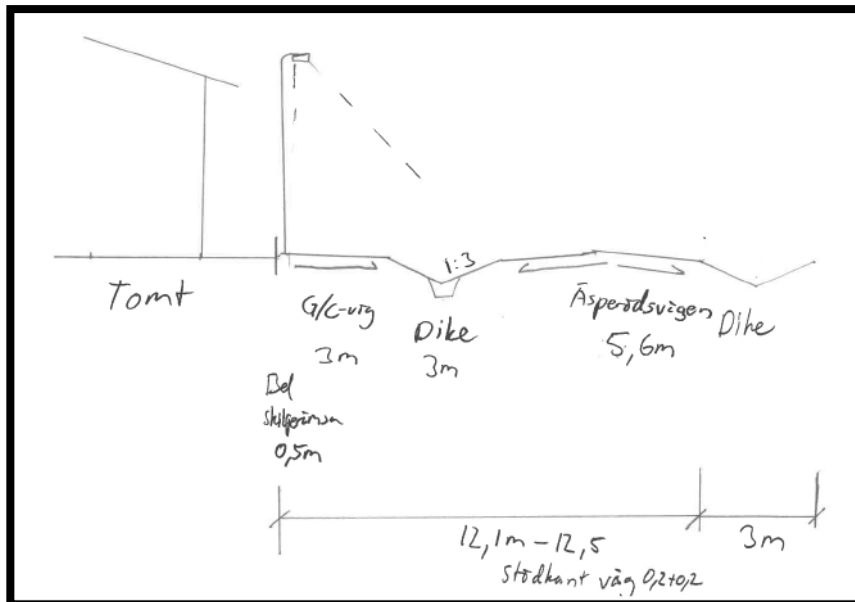 Tomt
G/C-väg
3m
1:3
Dike
3m
Äsperödsvägen
5,6m
Dike
Bel
skiljeremsa
0,5m
12,1m-12,5
3m
stödkant väg 0,2+0,2